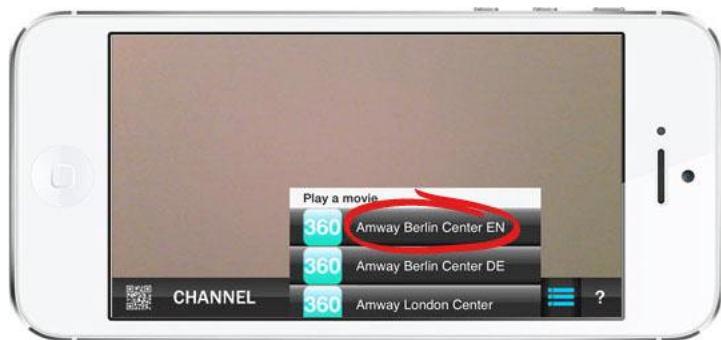 Play a movie
360 Amway Berlin Center EN
360 Amway Berlin Center DE
CHANNEL
360 Amway London Center
?